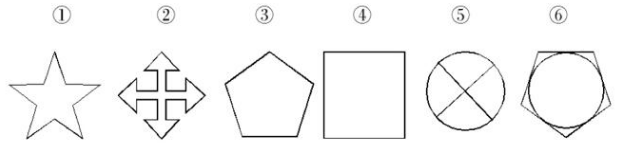 ① ② ③ ④ ⑤ ⑥